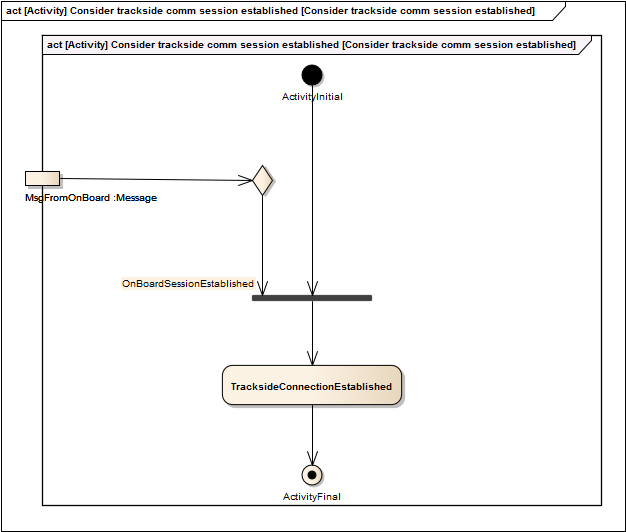 act [Activity] Consider trackside comm session established [Consider trackside comm session established]
act [Activity] Consider trackside comm session established [Consider trackside comm session established]
ActivityInitial
MsgFromOnBoard :Message
OnBoardSessionEstablished
TracksideConnectionEstablished
ActivityFinal